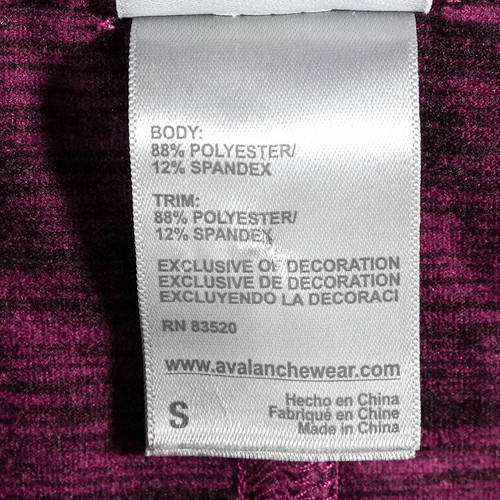 BODY:
88% POLYESTER/
12% SPANDEX
TRIM:
88% POLYESTER/
12% SPANDEX
EXCLUSIVE OF DECORATION
EXCLUSIVE DE DECORATION
EXCLUYENDO LA DECORACI
RN 83520
www.avalanchewear.com
S
Hecho en China
Fabriqué en Chine
Made in China